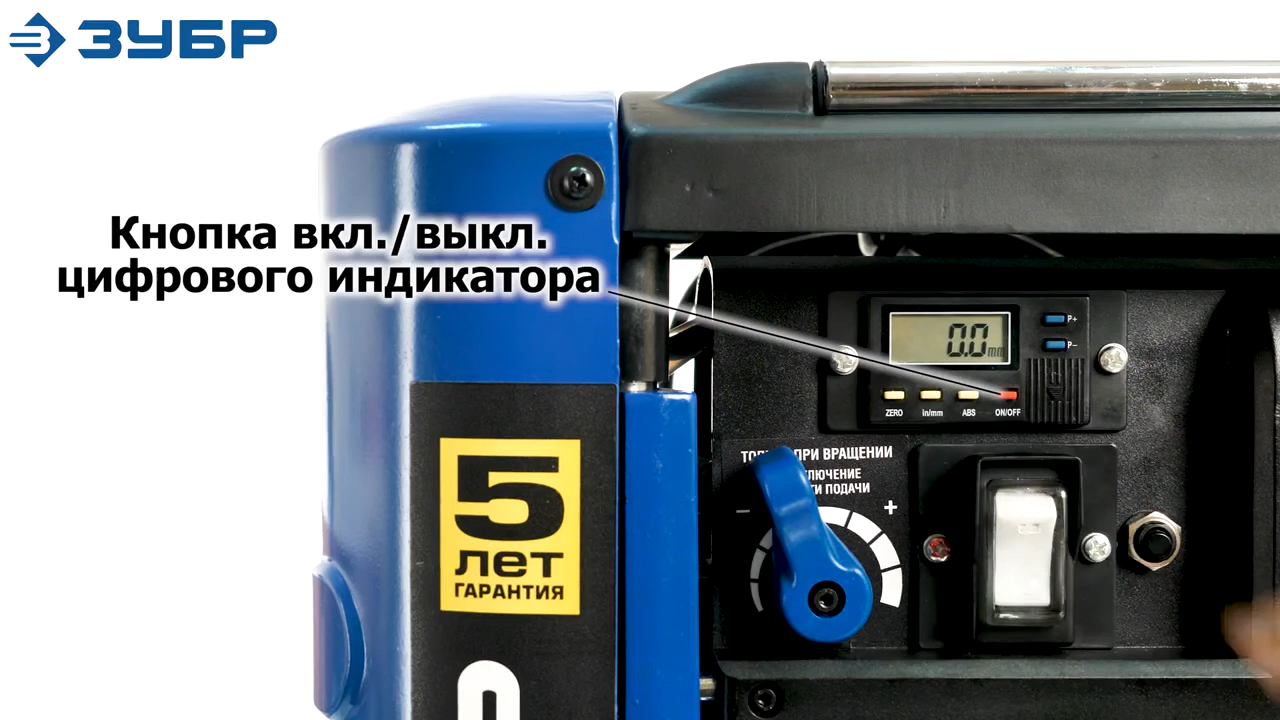 ЗУБР
Кнопка вкл./выкл.
цифрового индикатора
0.0 mm
P+
P−
ZERO in/mm ABS ON/OFF
ПРИ ВРАЩЕНИИ
ПОДАЧИ
− +
5
лет
ГАРАНТИЯ